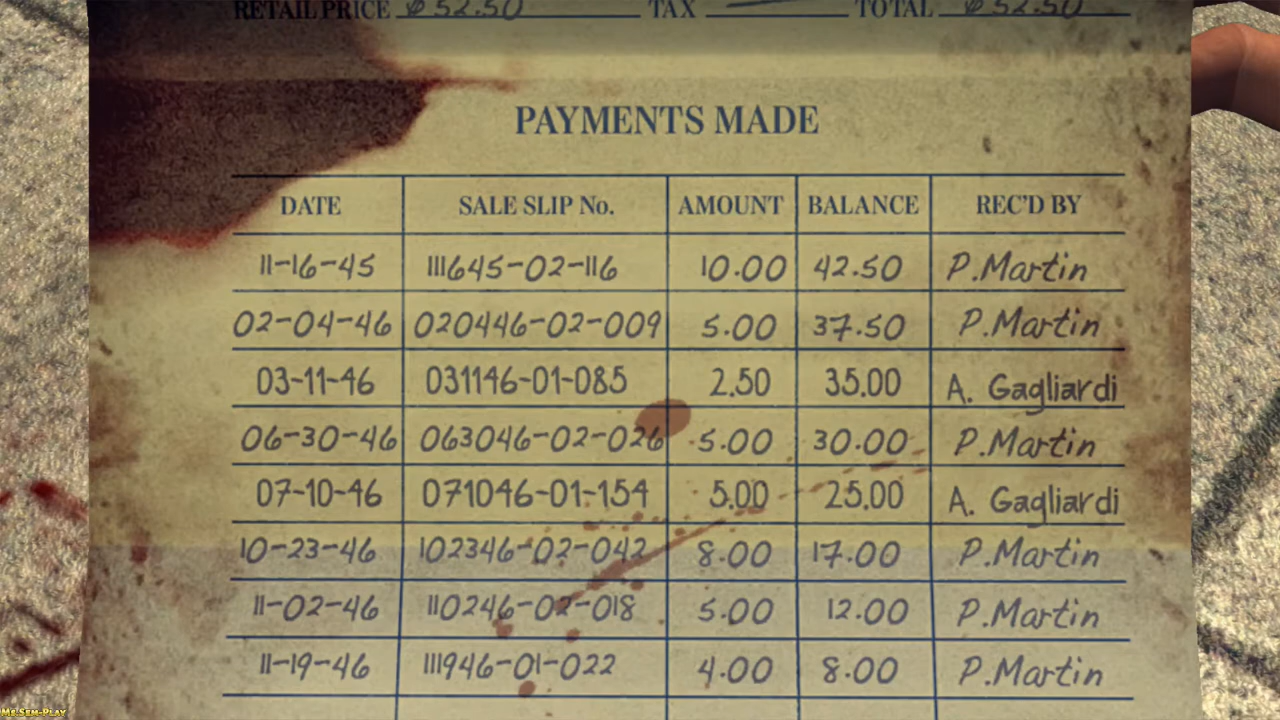 RETAIL PRICE $52.50 TAX — TOTAL $52.50
PAYMENTS MADE
DATE SALE SLIP No. AMOUNT BALANCE REC'D BY
11-16-45 111645-02-116 10.00 42.50 P.Martin
02-04-46 020446-02-009 5.00 37.50 P.Martin
03-11-46 031146-01-085 2.50 35.00 A. Gagliardi
06-30-46 063046-02-026 5.00 30.00 P.Martin
07-10-46 071046-01-154 5.00 25.00 A. Gagliardi
10-23-46 102346-02-042 8.00 17.00 P.Martin
11-02-46 110246-02-018 5.00 12.00 P.Martin
11-19-46 111946-01-022 4.00 8.00 P.Martin
Mr.Sem-Play